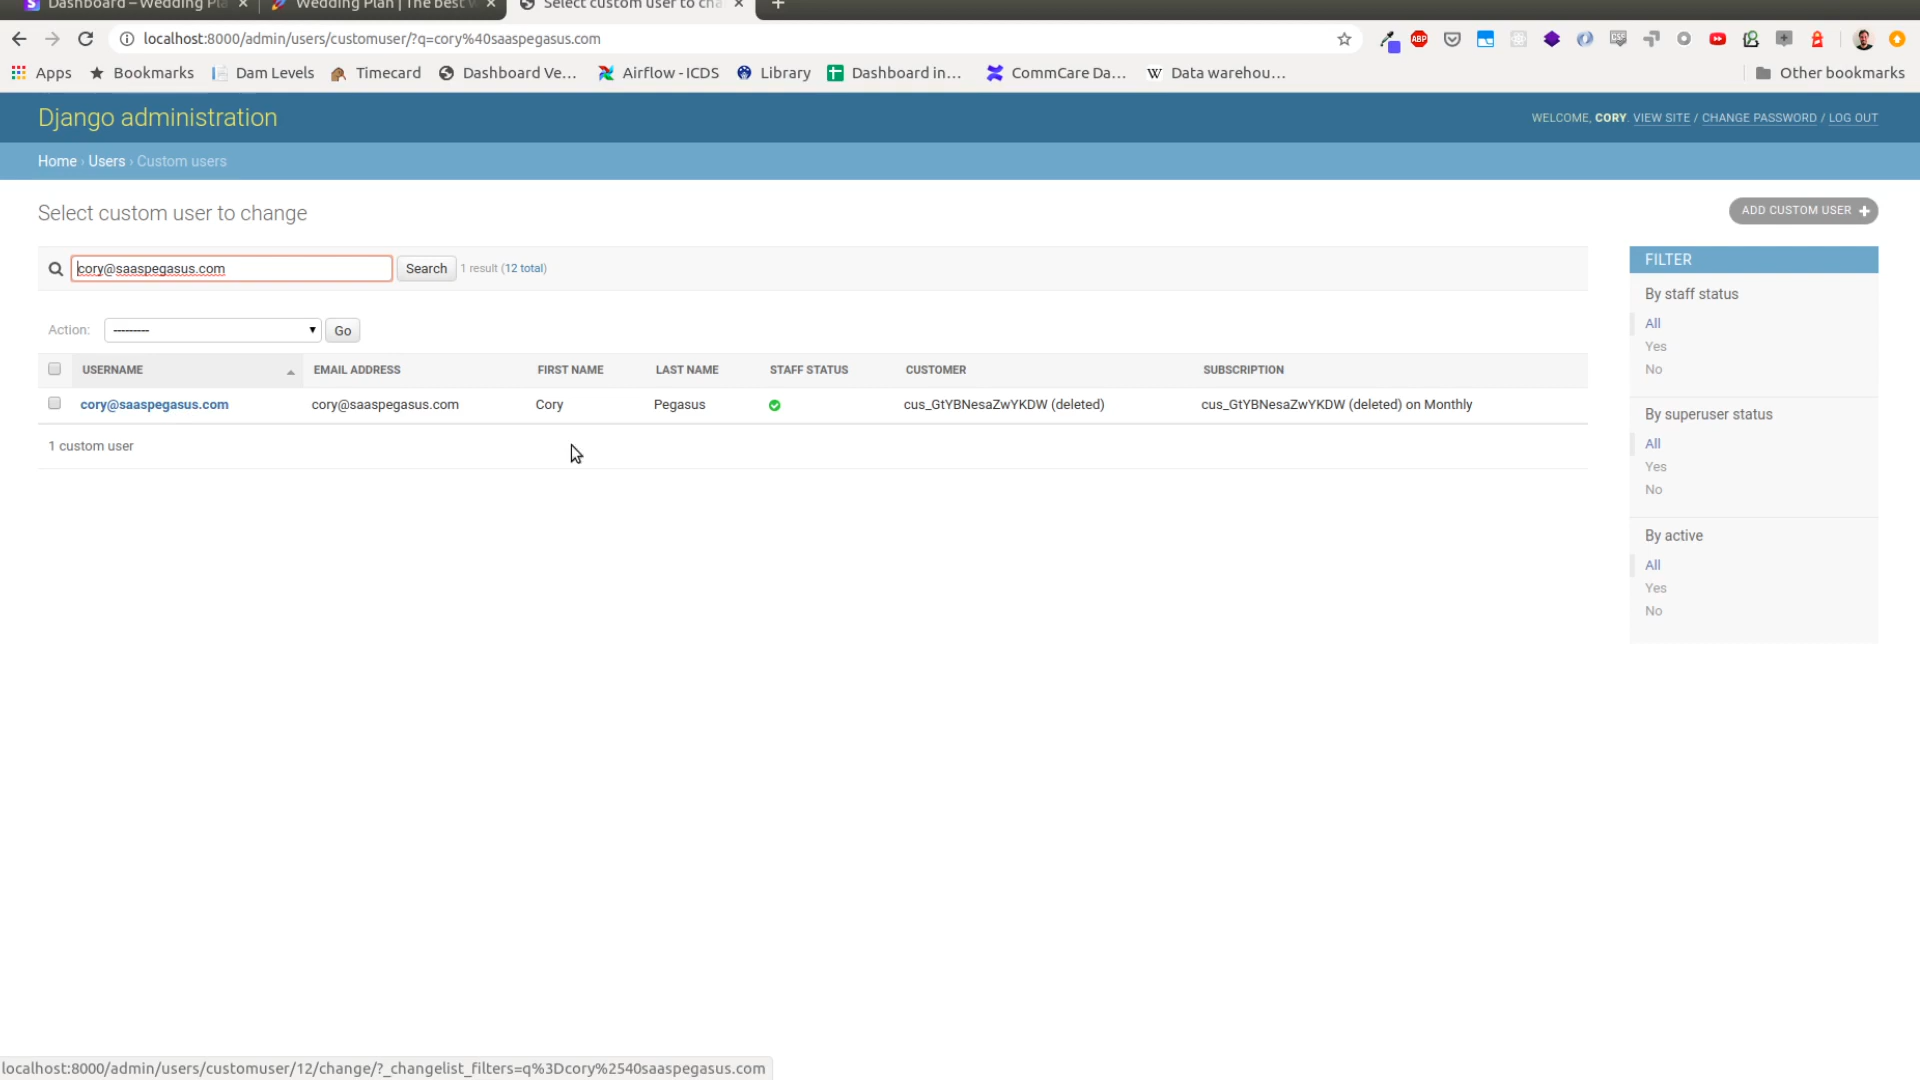 Dashboard – Wedding Pla
Wedding Plan | The best w
Select custom user to cha
localhost:8000/admin/users/customuser/?q=cory%40saaspegasus.com
ABP
CSS
Apps
Bookmarks
Dam Levels
Timecard
Dashboard Ve...
Airflow - ICDS
Library
Dashboard in...
CommCare Da...
W Data warehou...
Other bookmarks
Django administration
WELCOME, CORY. VIEW SITE / CHANGE PASSWORD / LOG OUT
Home › Users › Custom users
Select custom user to change
ADD CUSTOM USER +
cory@saaspegasus.com
Search
1 result (12 total)
Action:
---------
Go
USERNAME EMAIL ADDRESS FIRST NAME LAST NAME STAFF STATUS CUSTOMER SUBSCRIPTION
cory@saaspegasus.com cory@saaspegasus.com Cory Pegasus cus_GtYBNesaZwYKDW (deleted) cus_GtYBNesaZwYKDW (deleted) on Monthly
1 custom user
FILTER
By staff status
All
Yes
No
By superuser status
All
Yes
No
By active
All
Yes
No
localhost:8000/admin/users/customuser/12/change/?_changelist_filters=q%3Dcory%2540saaspegasus.com